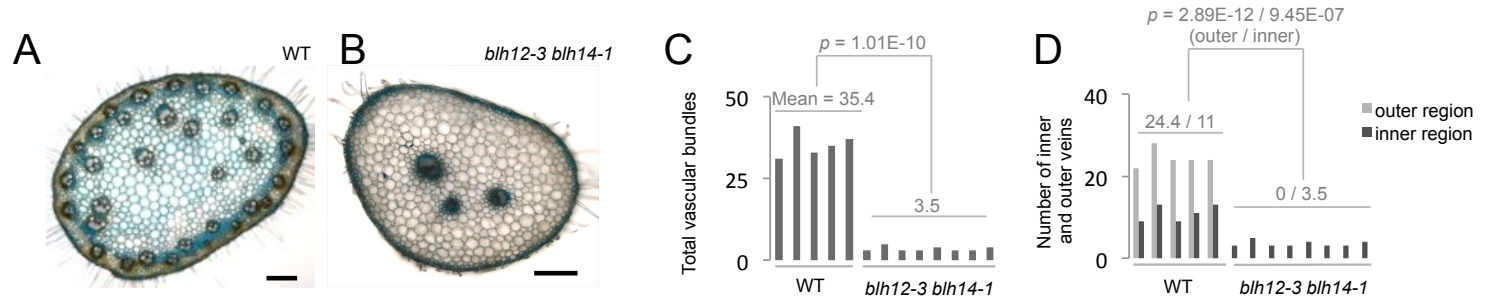 A
WT
B
blh12-3 blh14-1
C
p = 1.01E-10
Mean = 35.4
3.5
50
25
0
Total vascular bundles
WT
blh12-3 blh14-1
D
p = 2.89E-12 / 9.45E-07
(outer / inner)
24.4 / 11
0 / 3.5
40
20
0
Number of inner
and outer veins
WT
blh12-3 blh14-1
outer region
inner region